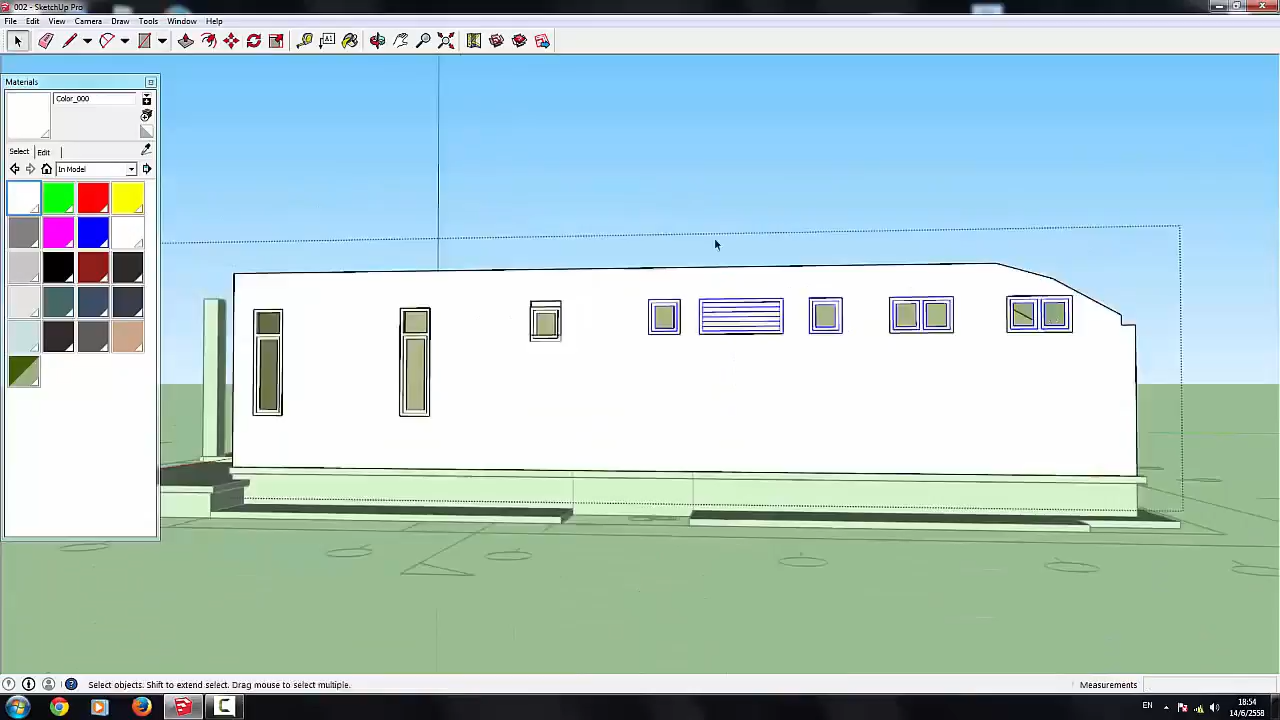 002 - SketchUp Pro
File Edit View Camera Draw Tools Window Help
Materials
Color_000
Select Edit
In Model
Select objects. Shift to extend select. Drag mouse to select multiple.
Measurements
EN
18:54
14/6/2558